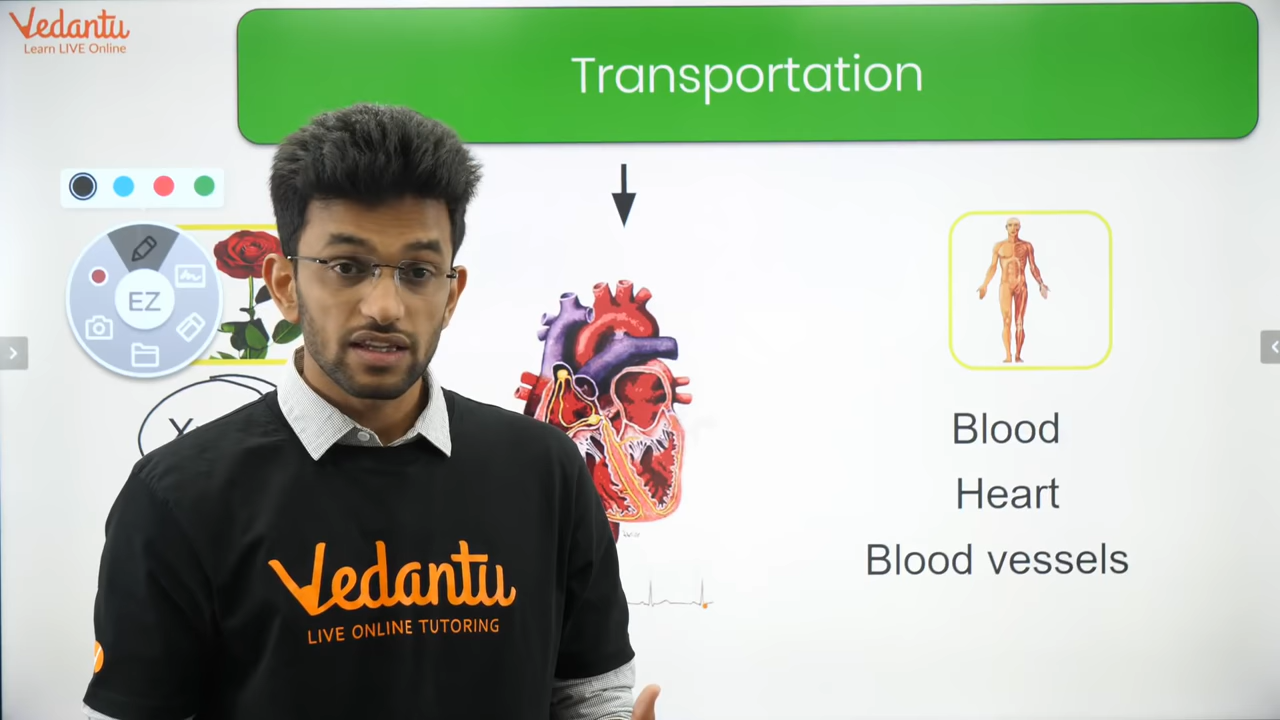 Vedantu
Learn LIVE Online
Transportation
EZ
Blood
Heart
Blood vessels
Vedantu
LIVE ONLINE TUTORING